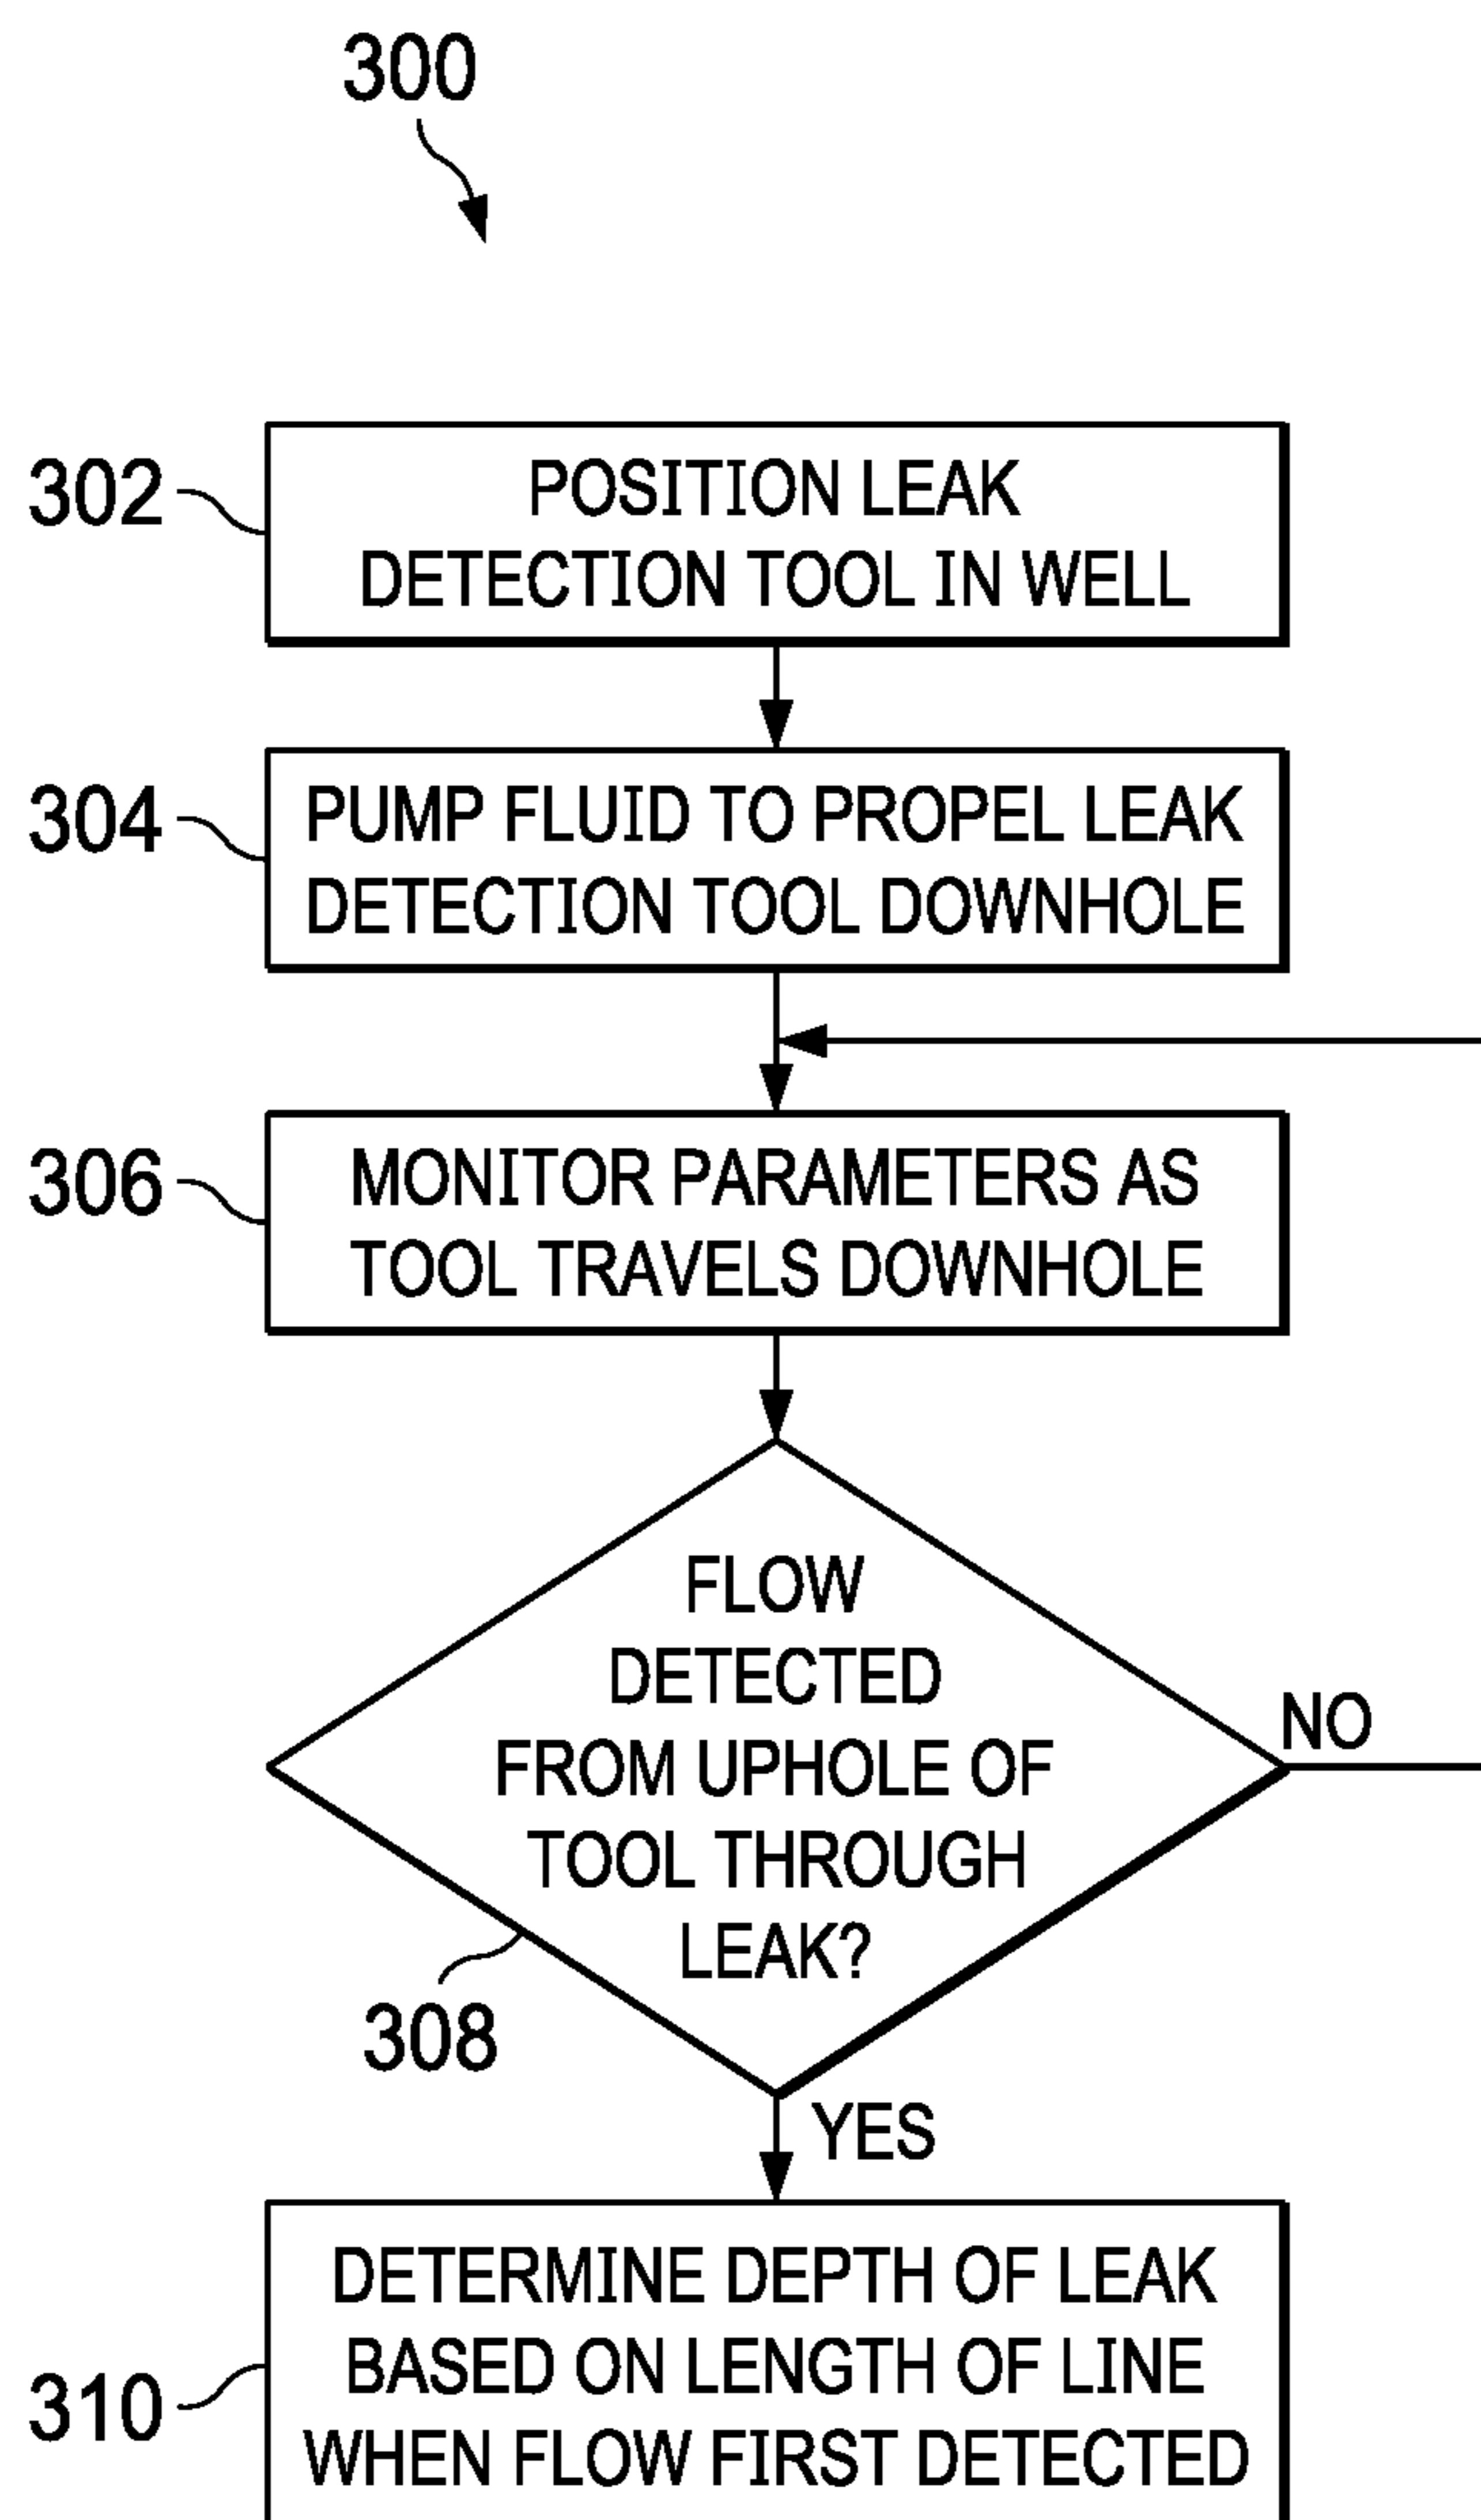 300
302
POSITION LEAK
DETECTION TOOL IN WELL
304
PUMP FLUID TO PROPEL LEAK
DETECTION TOOL DOWNHOLE
306
MONITOR PARAMETERS AS
TOOL TRAVELS DOWNHOLE
FLOW
DETECTED
FROM UPHOLE OF
TOOL THROUGH
LEAK?
NO
308
YES
310
DETERMINE DEPTH OF LEAK
BASED ON LENGTH OF LINE
WHEN FLOW FIRST DETECTED